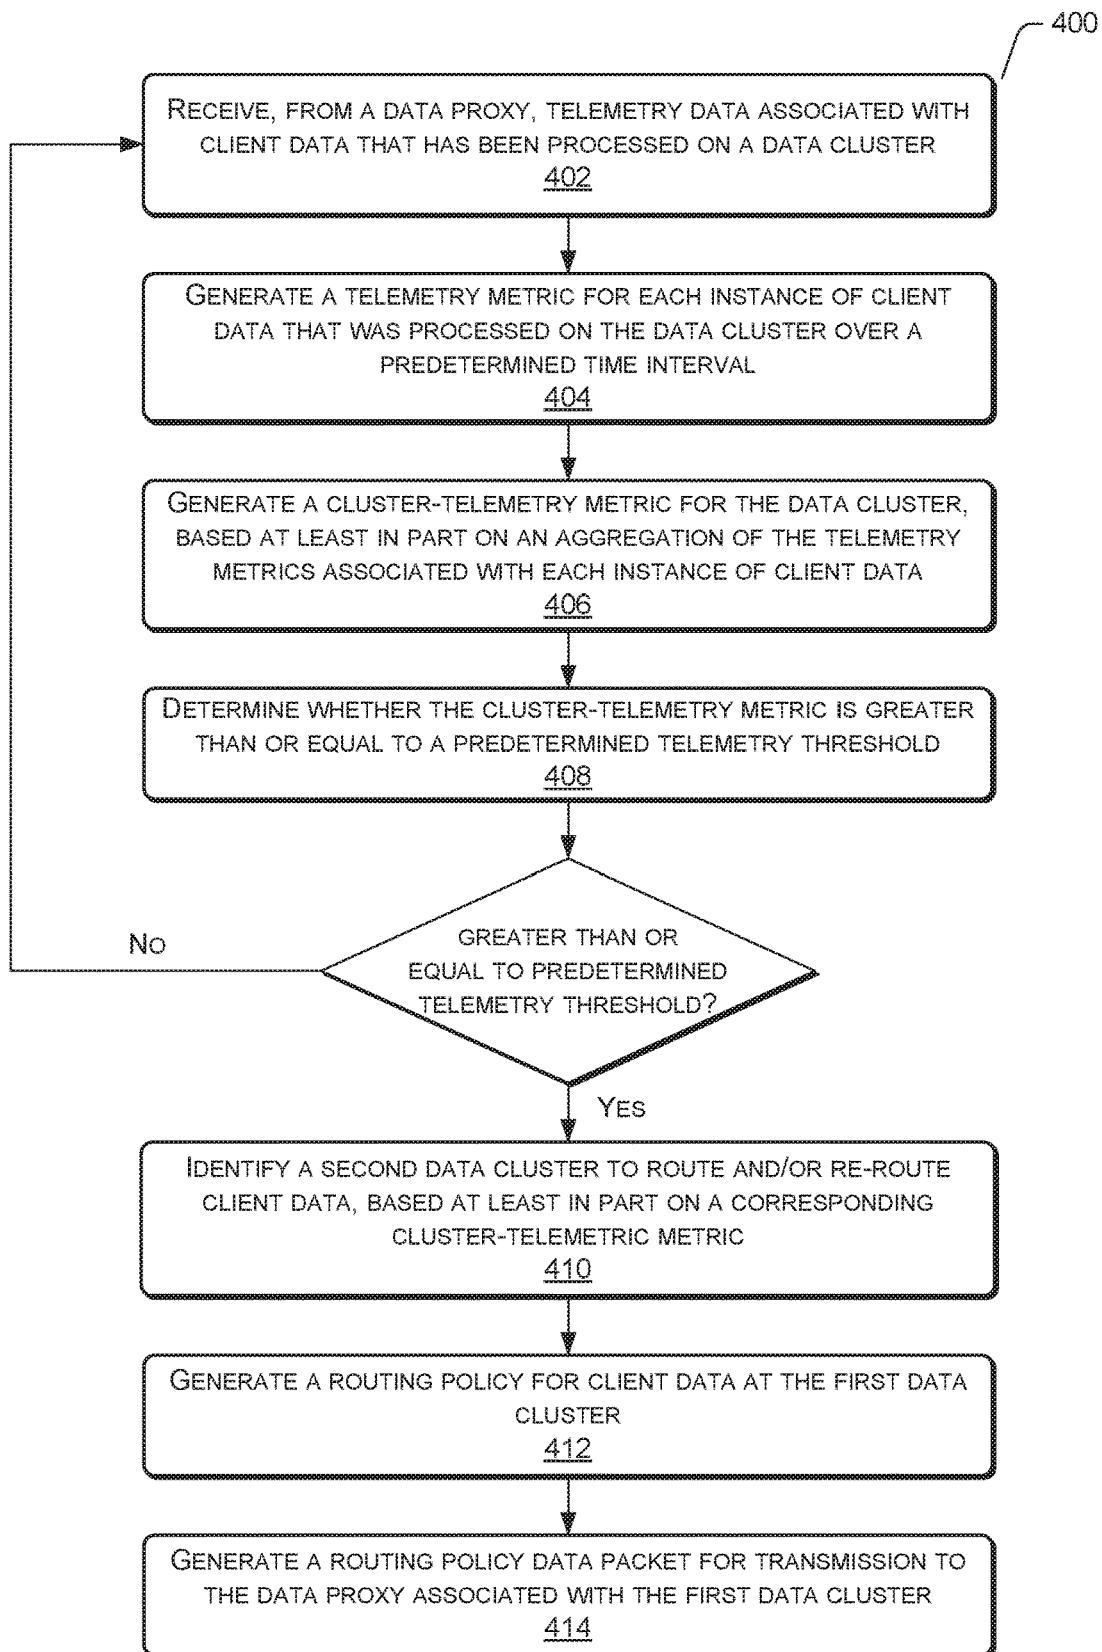 400
RECEIVE, FROM A DATA PROXY, TELEMETRY DATA ASSOCIATED WITH
CLIENT DATA THAT HAS BEEN PROCESSED ON A DATA CLUSTER
402
GENERATE A TELEMETRY METRIC FOR EACH INSTANCE OF CLIENT
DATA THAT WAS PROCESSED ON THE DATA CLUSTER OVER A
PREDETERMINED TIME INTERVAL
404
GENERATE A CLUSTER-TELEMETRY METRIC FOR THE DATA CLUSTER,
BASED AT LEAST IN PART ON AN AGGREGATION OF THE TELEMETRY
METRICS ASSOCIATED WITH EACH INSTANCE OF CLIENT DATA
406
DETERMINE WHETHER THE CLUSTER-TELEMETRY METRIC IS GREATER
THAN OR EQUAL TO A PREDETERMINED TELEMETRY THRESHOLD
408
NO
GREATER THAN OR
EQUAL TO PREDETERMINED
TELEMETRY THRESHOLD?
YES
IDENTIFY A SECOND DATA CLUSTER TO ROUTE AND/OR RE-ROUTE
CLIENT DATA, BASED AT LEAST IN PART ON A CORRESPONDING
CLUSTER-TELEMETRIC METRIC
410
GENERATE A ROUTING POLICY FOR CLIENT DATA AT THE FIRST DATA
CLUSTER
412
GENERATE A ROUTING POLICY DATA PACKET FOR TRANSMISSION TO
THE DATA PROXY ASSOCIATED WITH THE FIRST DATA CLUSTER
414